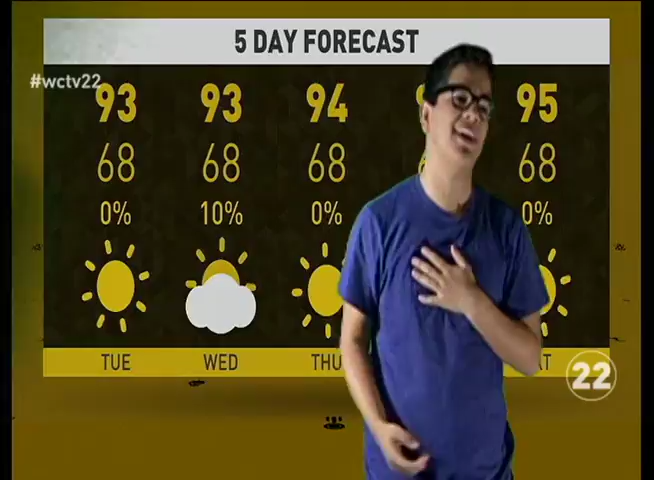 5 DAY FORECAST
#wctv22
93 93 94 95
68 68 68 68
0% 10% 0% 0%
TUE WED THU AT
22